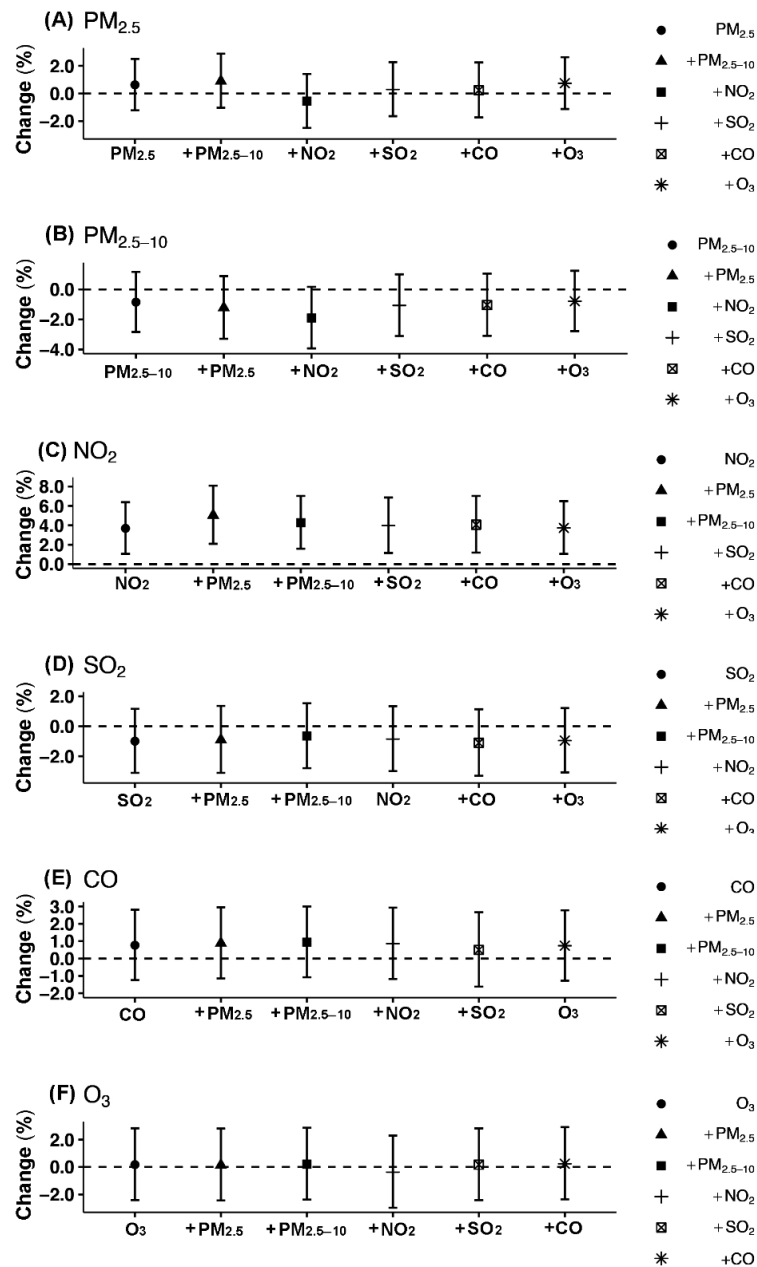 (A) PM2.5
Change (%)
2.0
0.0
−2.0
PM2.5 +PM2.5–10 +NO2 +SO2 +CO +O3
PM2.5
+PM2.5–10
+NO2
+SO2
+CO
+O3
(B) PM2.5–10
Change (%)
0.0
−2.0
−4.0
PM2.5–10 +PM2.5 +NO2 +SO2 +CO +O3
PM2.5–10
+PM2.5
+NO2
+SO2
+CO
+O3
(C) NO2
Change (%)
8.0
6.0
4.0
2.0
0.0
NO2 +PM2.5 +PM2.5–10 +SO2 +CO +O3
NO2
+PM2.5
+PM2.5–10
+SO2
+CO
+O3
(D) SO2
Change (%)
2.0
0.0
−2.0
SO2 +PM2.5 +PM2.5–10 NO2 +CO +O3
SO2
+PM2.5
+PM2.5–10
+NO2
+CO
+O3
(E) CO
Change (%)
3.0
2.0
1.0
0.0
−1.0
−2.0
CO +PM2.5 +PM2.5–10 +NO2 +SO2 O3
CO
+PM2.5
+PM2.5–10
+NO2
+SO2
+O3
(F) O3
Change (%)
2.0
0.0
−2.0
O3 +PM2.5 +PM2.5–10 +NO2 +SO2 +CO
O3
+PM2.5
+PM2.5–10
+NO2
+SO2
+CO